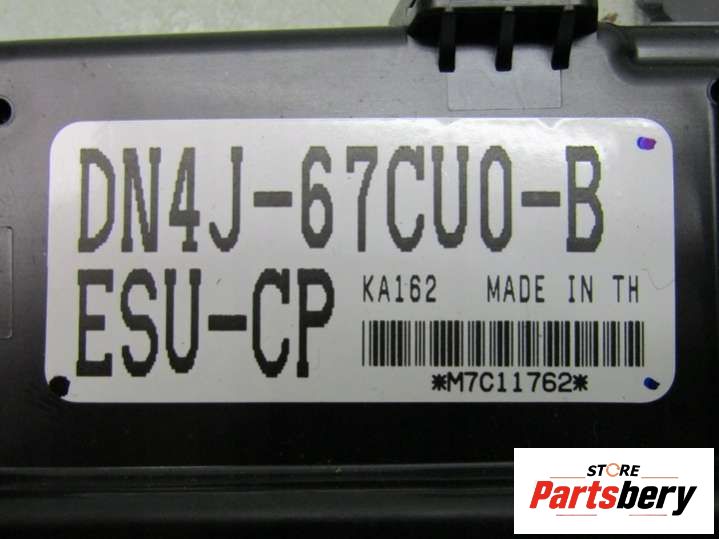 DN4J-67CU0-B
ESU-CP
KA162 MADE IN TH
*M7C11762*
STORE
Partsbery